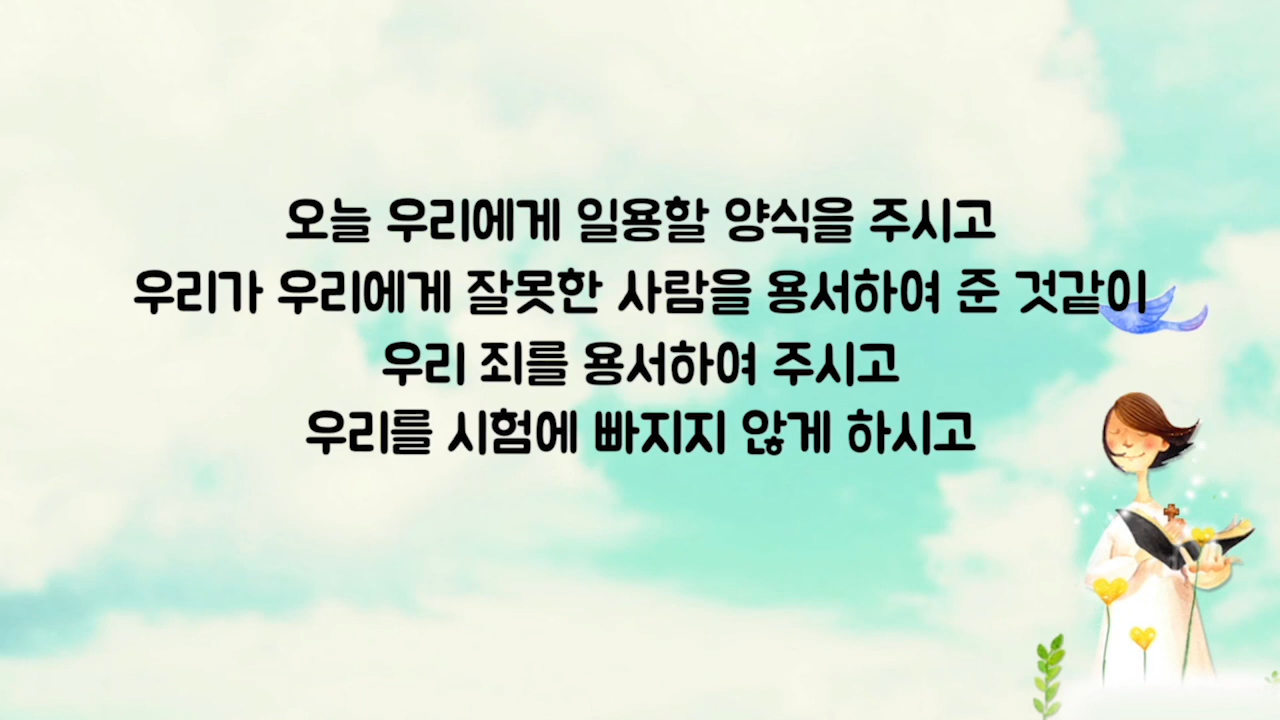 오늘 우리에게 일용할 양식을 주시고
우리가 우리에게 잘못한 사람을 용서하여 준 것같이
우리 죄를 용서하여 주시고
우리를 시험에 빠지지 않게 하시고